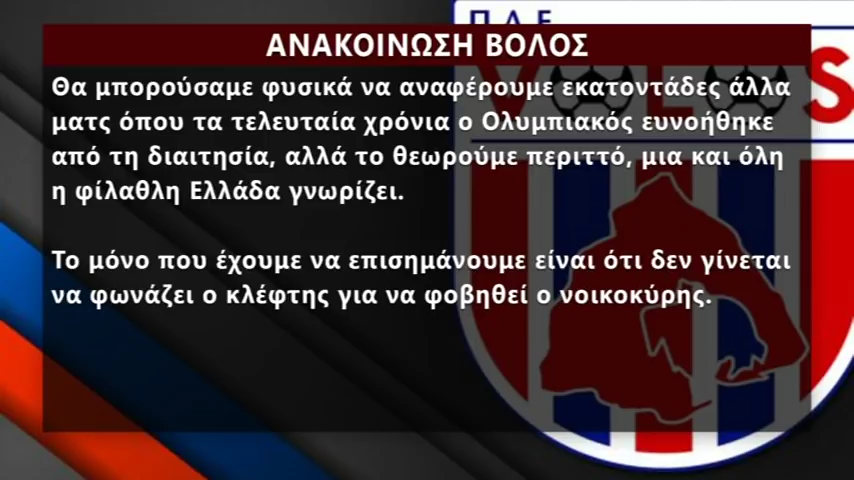 Π Α Ε
ΑΝΑΚΟΙΝΩΣΗ ΒΟΛΟΣ
Θα μπορούσαμε φυσικά να αναφέρουμε εκατοντάδες άλλα
ματς όπου τα τελευταία χρόνια ο Ολυμπιακός ευνοήθηκε
από τη διαιτησία, αλλά το θεωρούμε περιττό, μια και όλη
η φίλαθλη Ελλάδα γνωρίζει.
Το μόνο που έχουμε να επισημάνουμε είναι ότι δεν γίνεται
να φωνάζει ο κλέφτης για να φοβηθεί ο νοικοκύρης.